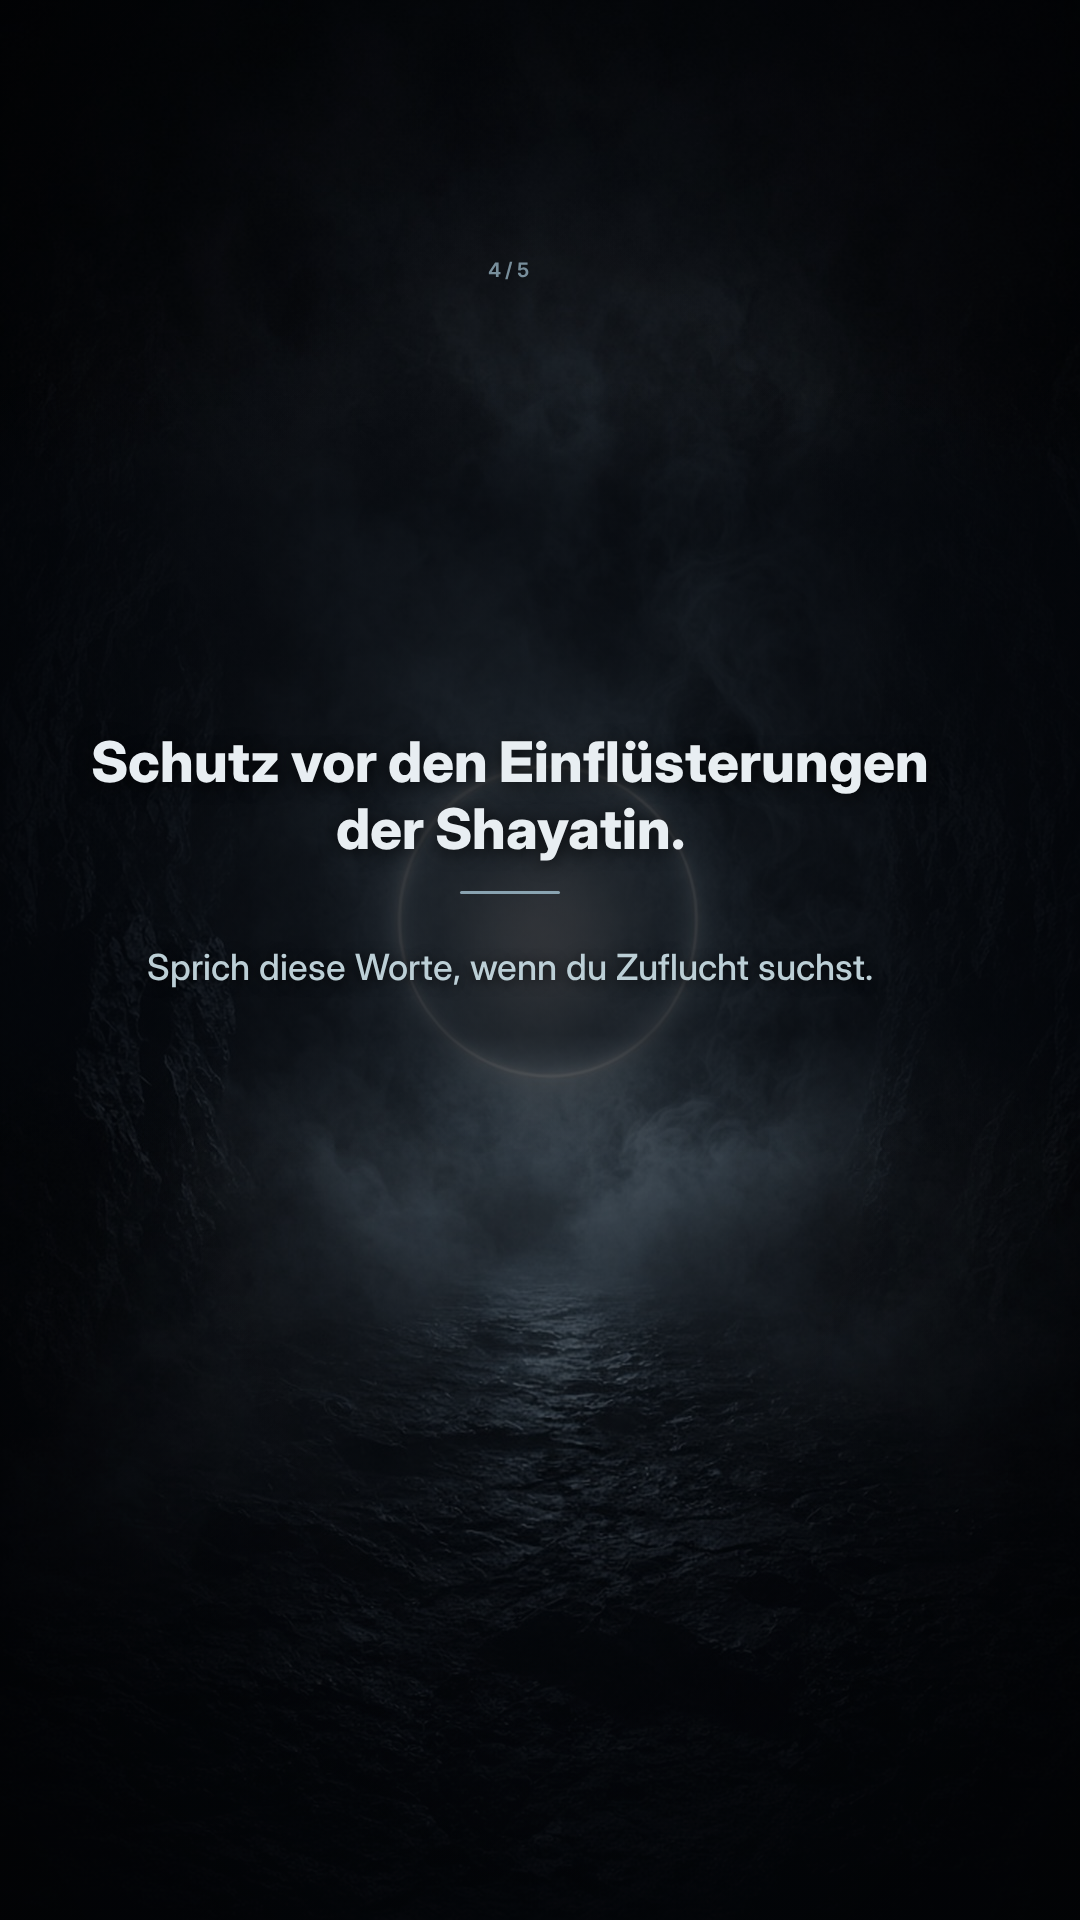 4/5
Schutz vor den Einflüsterungen
der Shayatin.
Sprich diese Worte, wenn du Zuflucht suchst.